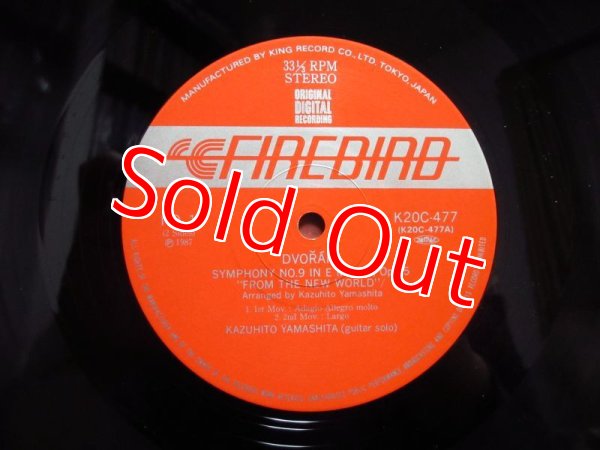 MANUFACTURED BY KING RECORD CO., LTD. TOKYO, JAPAN
33⅓ RPM
STEREO
ORIGINAL
DIGITAL
RECORDING
FIREBIRD
Sold Out
K20C-477
(K20C-477A)
℗ 1987
SYMPHONY NO.9 IN E
"FROM THE NEW WORLD"/
Arranged by Kazuhito Yamashita
1. 1st Mov.: Adagio Allegro molto
2. 2nd Mov.: Largo
KAZUHITO YAMASHITA (guitar solo)